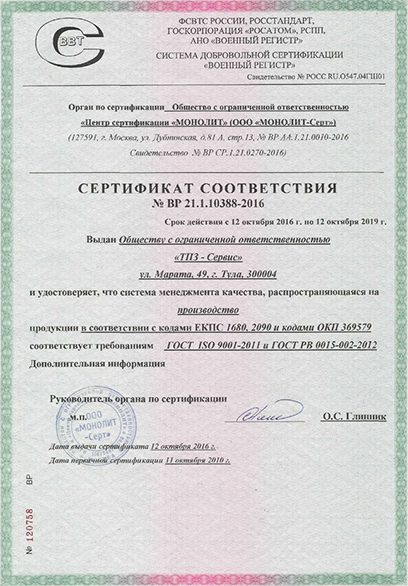 ФСВТС РОССИИ, РОССТАНДАРТ,
ГОСКОРПОРАЦИЯ «РОСАТОМ», РСПП,
АНО «ВОЕННЫЙ РЕГИСТР»
СИСТЕМА ДОБРОВОЛЬНОЙ СЕРТИФИКАЦИИ
«ВОЕННЫЙ РЕГИСТР»
Свидетельство № РОСС RU.О547.04ГШ01
ВВТ
Орган по сертификации Общество с ограниченной ответственностью
«Центр сертификации «МОНОЛИТ» (ООО «МОНОЛИТ-Серт»)
(127591, г. Москва, ул. Дубнинская, д.81 А, стр.13, № ВР АА.1.21.0010-2016
Свидетельство № ВР СР.1.21.0270-2016)
СЕРТИФИКАТ СООТВЕТСТВИЯ
№ ВР 21.1.10388-2016
Срок действия с 12 октября 2016 г. по 12 октября 2019 г.
Выдан Обществу с ограниченной ответственностью
«ТПЗ - Сервис»
ул. Марата, 49, г. Тула, 300004
и удостоверяет, что система менеджмента качества, распространяющаяся на
производство
продукции в соответствии с кодами ЕКПС 1680, 2090 и кодами ОКП 369579
соответствует требованиям ГОСТ ISO 9001-2011 и ГОСТ РВ 0015-002-2012
Дополнительная информация
Руководитель органа по сертификации
м.п. О.С. Глипник
ООО
«МОНОЛИТ
-Серт»
Дата выдачи сертификата 12 октября 2016 г.
Дата первичной сертификации 11 октября 2010 г.
№ 120758 ВР